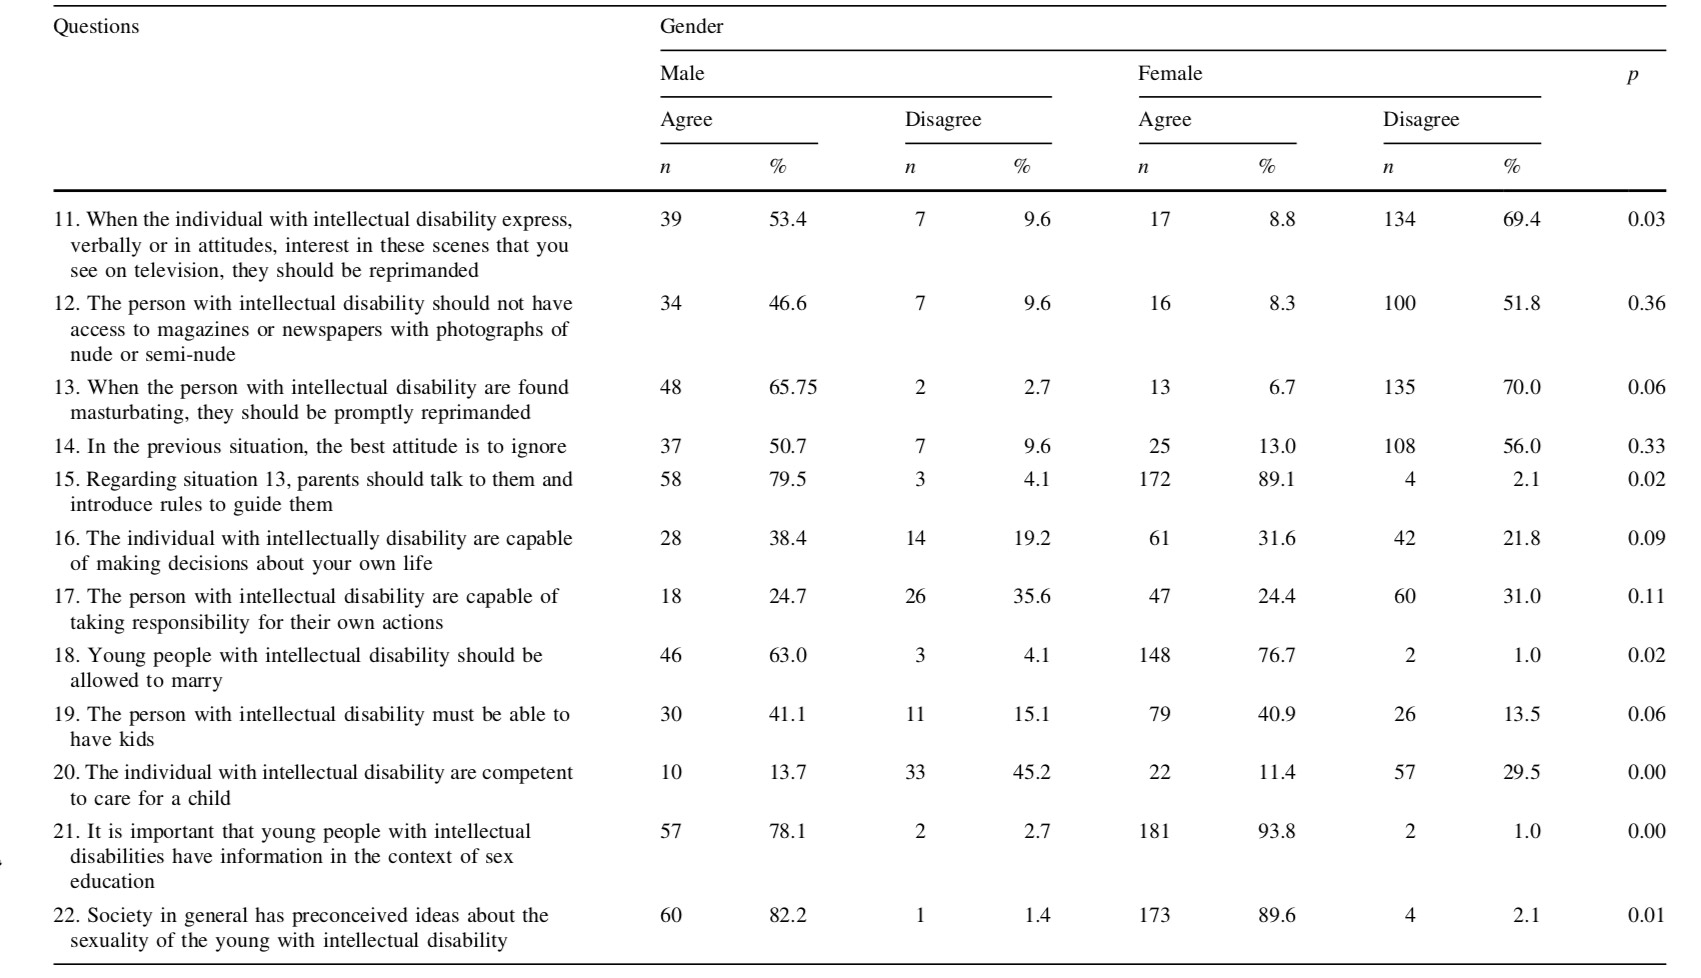 Questions Gender
Male Female p
Agree Disagree Agree Disagree
n % n % n % n %
11. When the individual with intellectual disability express, 39 53.4 7 9.6 17 8.8 134 69.4 0.03
verbally or in attitudes, interest in these scenes that you
see on television, they should be reprimanded
12. The person with intellectual disability should not have 34 46.6 7 9.6 16 8.3 100 51.8 0.36
access to magazines or newspapers with photographs of
nude or semi-nude
13. When the person with intellectual disability are found 48 65.75 2 2.7 13 6.7 135 70.0 0.06
masturbating, they should be promptly reprimanded
14. In the previous situation, the best attitude is to ignore 37 50.7 7 9.6 25 13.0 108 56.0 0.33
15. Regarding situation 13, parents should talk to them and 58 79.5 3 4.1 172 89.1 4 2.1 0.02
introduce rules to guide them
16. The individual with intellectually disability are capable 28 38.4 14 19.2 61 31.6 42 21.8 0.09
of making decisions about your own life
17. The person with intellectual disability are capable of 18 24.7 26 35.6 47 24.4 60 31.0 0.11
taking responsibility for their own actions
18. Young people with intellectual disability should be 46 63.0 3 4.1 148 76.7 2 1.0 0.02
allowed to marry
19. The person with intellectual disability must be able to 30 41.1 11 15.1 79 40.9 26 13.5 0.06
have kids
20. The individual with intellectual disability are competent 10 13.7 33 45.2 22 11.4 57 29.5 0.00
to care for a child
21. It is important that young people with intellectual 57 78.1 2 2.7 181 93.8 2 1.0 0.00
disabilities have information in the context of sex
education
22. Society in general has preconceived ideas about the 60 82.2 1 1.4 173 89.6 4 2.1 0.01
sexuality of the young with intellectual disability